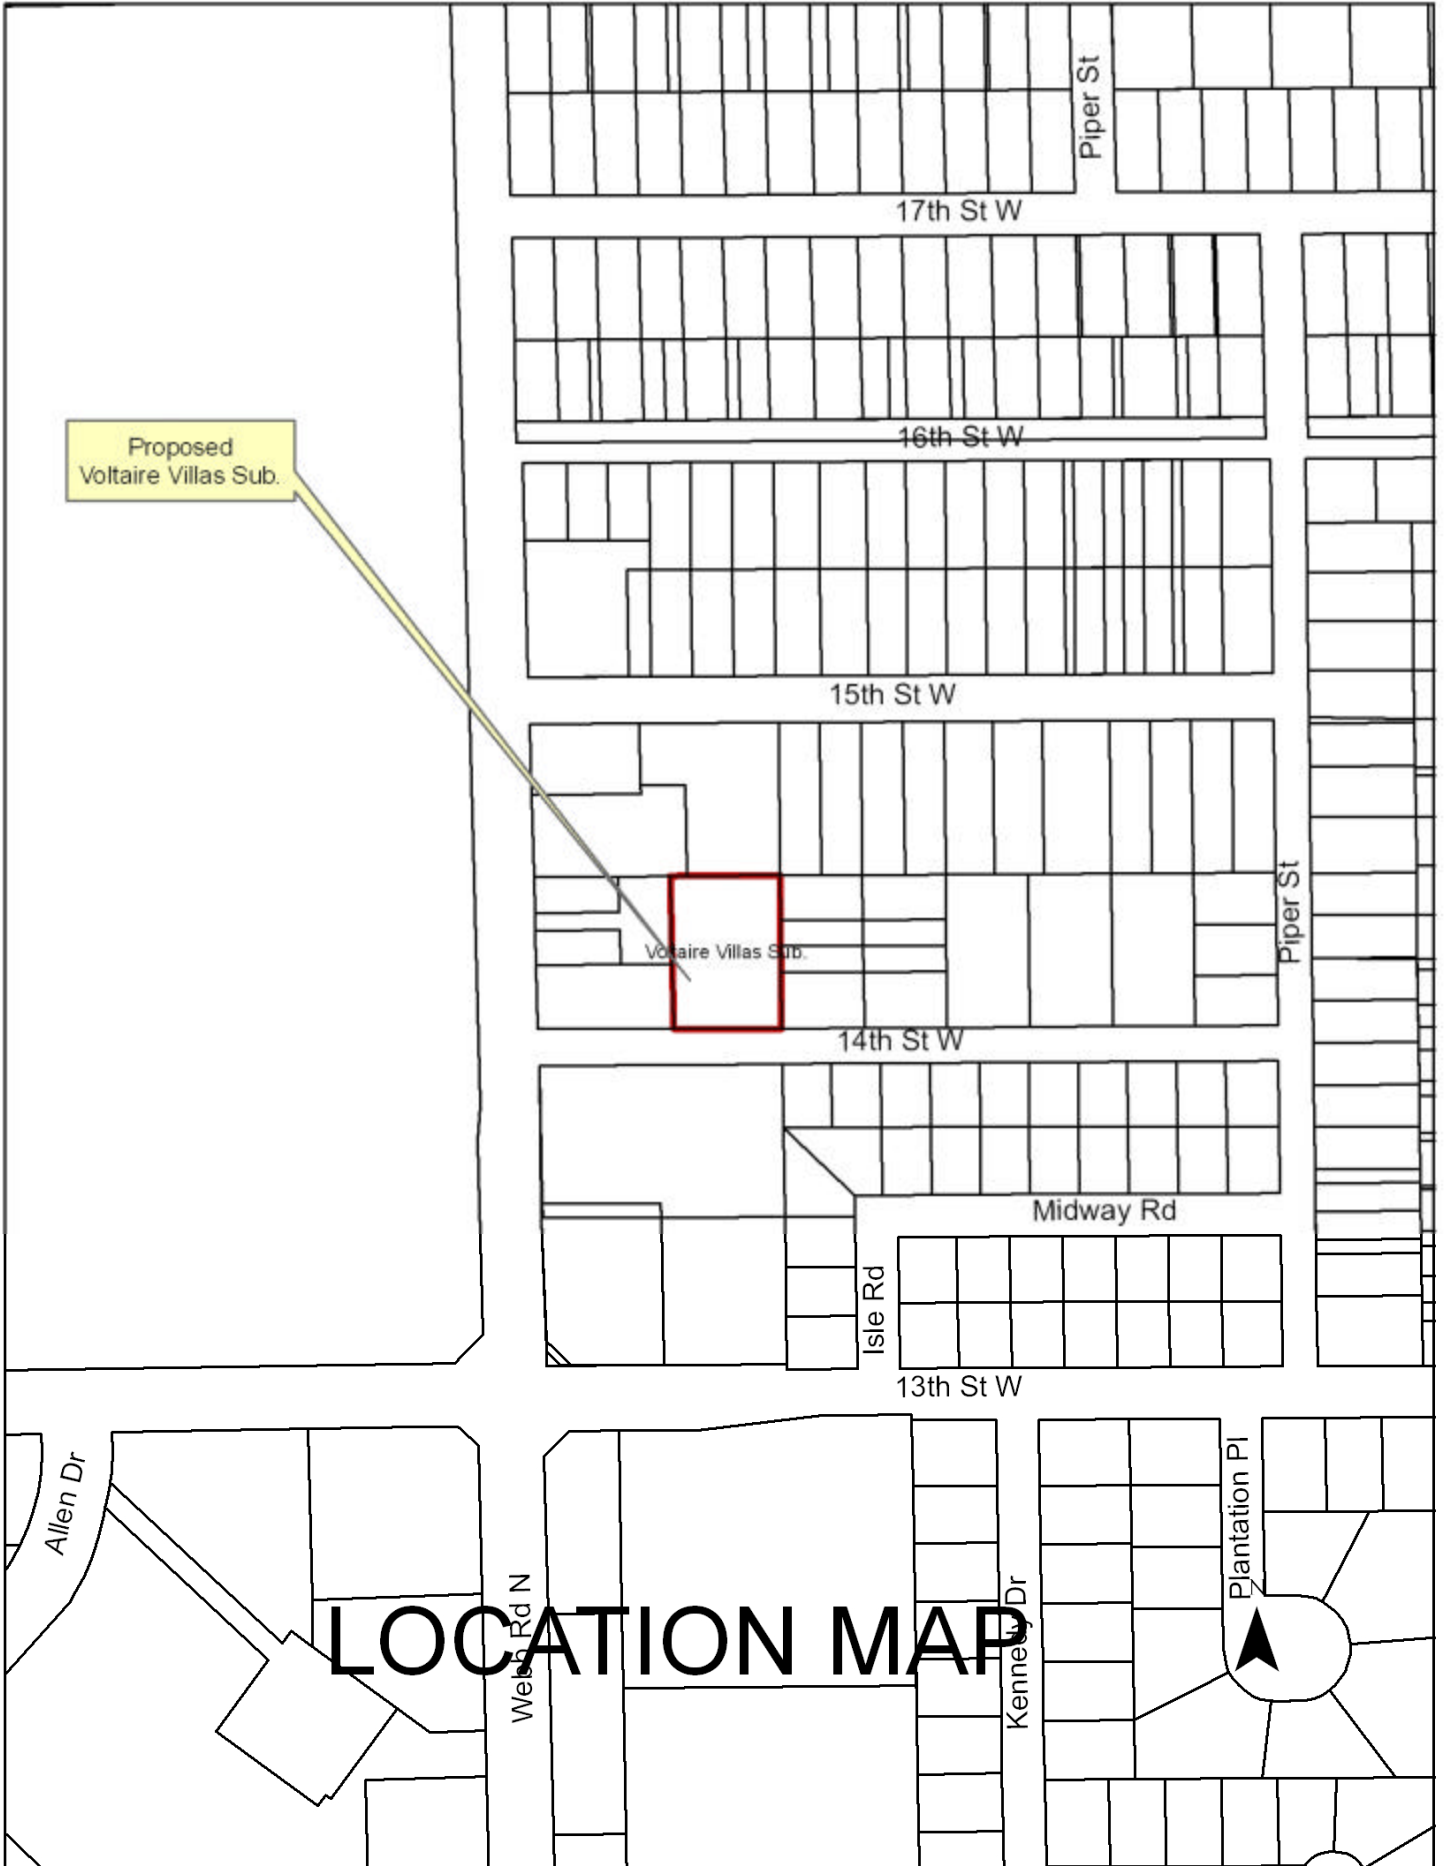 Piper St
17th St W
16th St W
Proposed
Voltaire Villas Sub.
15th St W
Piper St
Voltaire Villas Sub.
14th St W
Midway Rd
Isle Rd
13th St W
Allen Dr
Plantation Pl
Webb Rd N
Kennedy Dr
Z
LOCATION MAP